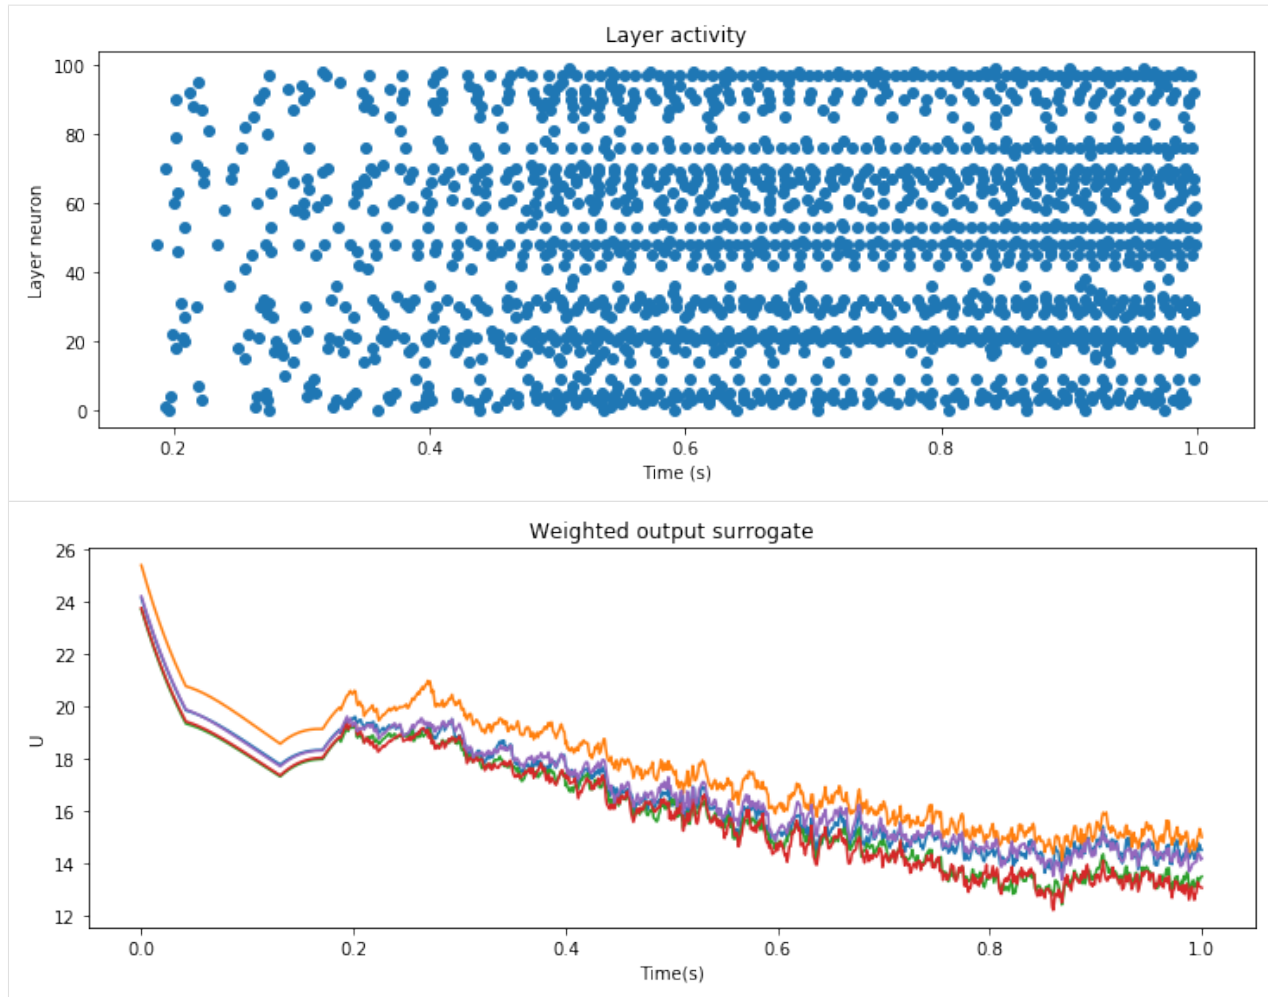 Layer activity
100
80
60
40
20
0
Layer neuron
0.2 0.4 0.6 0.8 1.0
Time (s)
Weighted output surrogate
26
24
22
20
18
16
14
12
U
0.0 0.2 0.4 0.6 0.8 1.0
Time(s)